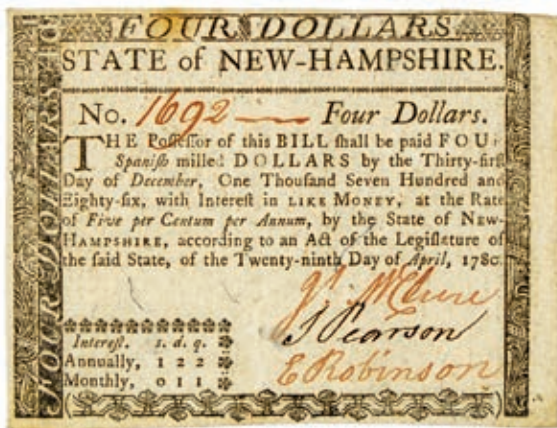 FOUR DOLLARS
STATE of NEW-HAMPSHIRE.
No. 1692 Four Dollars.
THE Poſſeſſor of this BILL ſhall be paid FOU
Spaniſh milled DOLLARS by the Thirty-firſt
Day of December, One Thouſand Seven Hundred and
Eighty-ſix, with Intereſt in LIKE MONEY, at the Rate
of Five per Centum per Annum, by the State of NEW-
HAMPSHIRE, according to an Act of the Legiſlature of
the ſaid State, of the Twenty-ninth Day of April, 1780.
J Pearson
E Robinson
Intereſt. s. d. q.
Annually, 1 2 2
Monthly, 0 1 1
FOUR DOLLARS